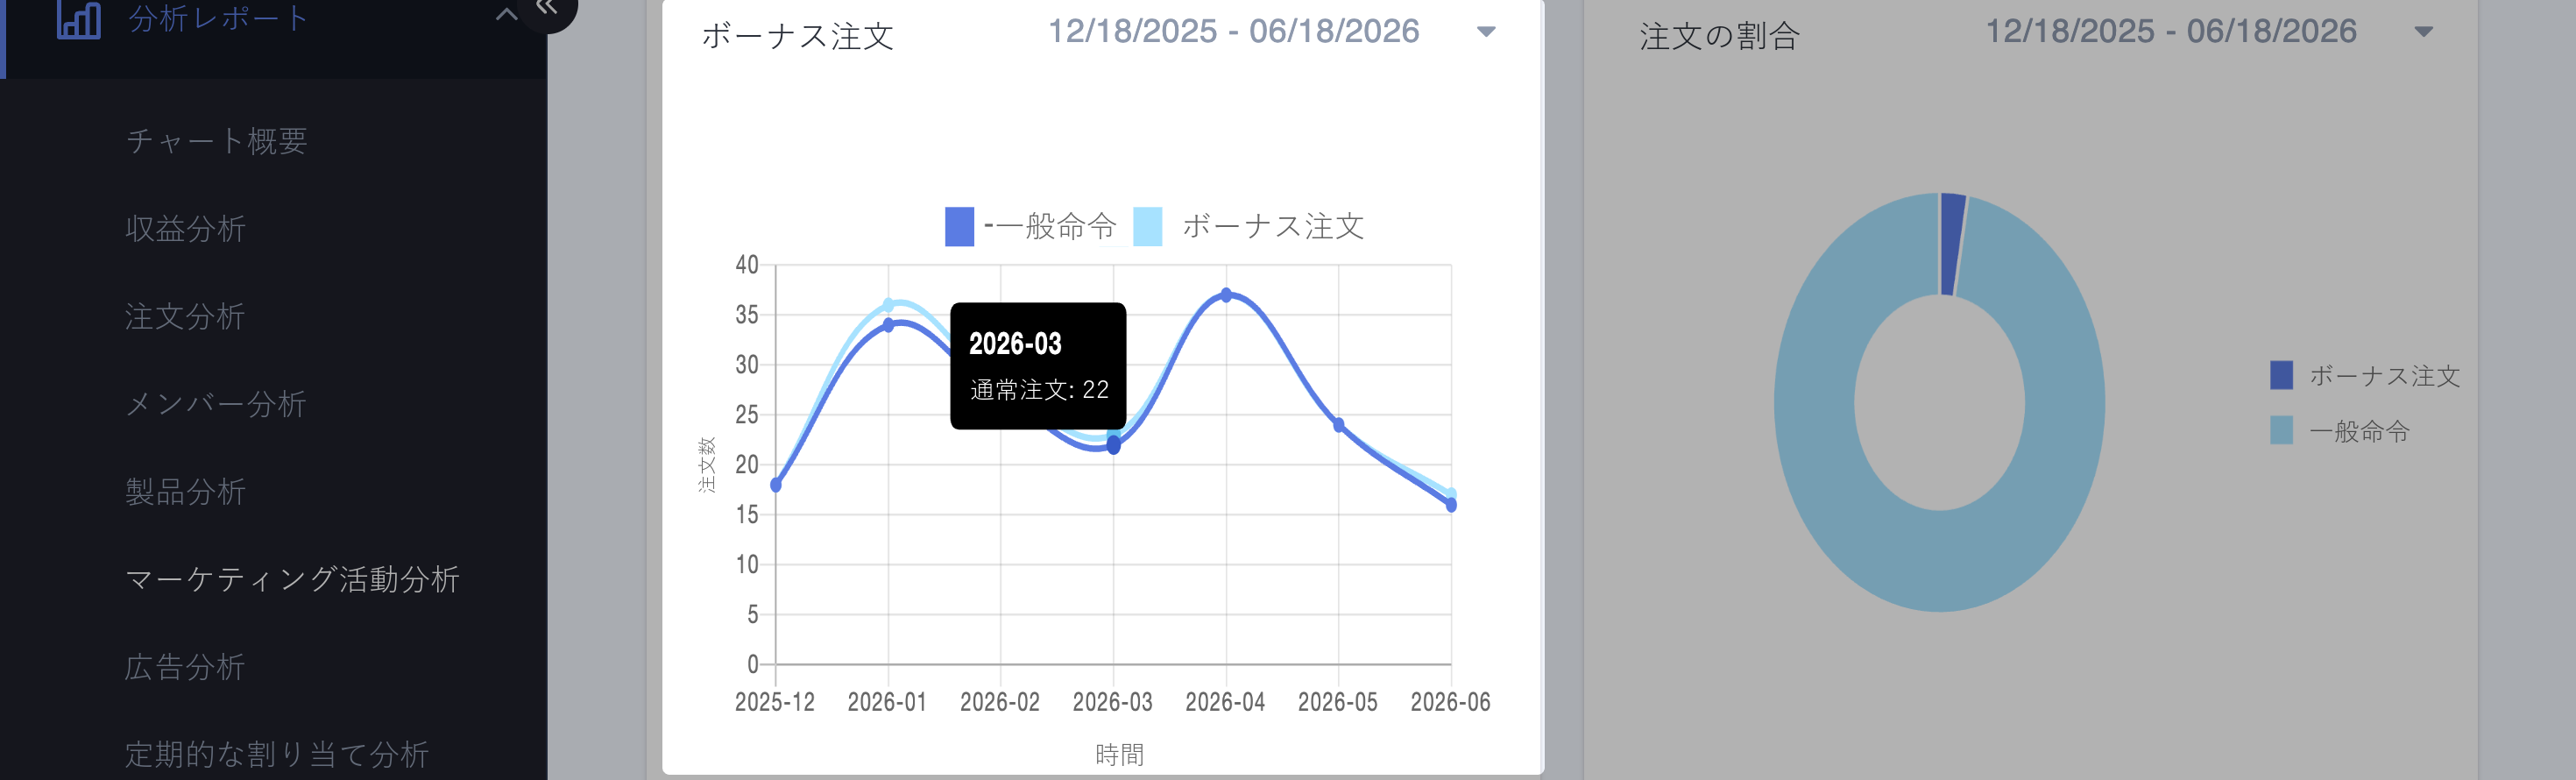 分析レポート
チャート概要
収益分析
注文分析
メンバー分析
製品分析
マーケティング活動分析
広告分析
定期的な割り当て分析
ボーナス注文
12/18/2025 - 06/18/2026
-一般命令
ボーナス注文
40
35
30
25
20
15
10
5
0
注文数
2026-03
通常注文: 22
2025-12
2026-01
2026-02
2026-03
2026-04
2026-05
2026-06
時間
注文の割合
12/18/2025 - 06/18/2026
ボーナス注文
一般命令